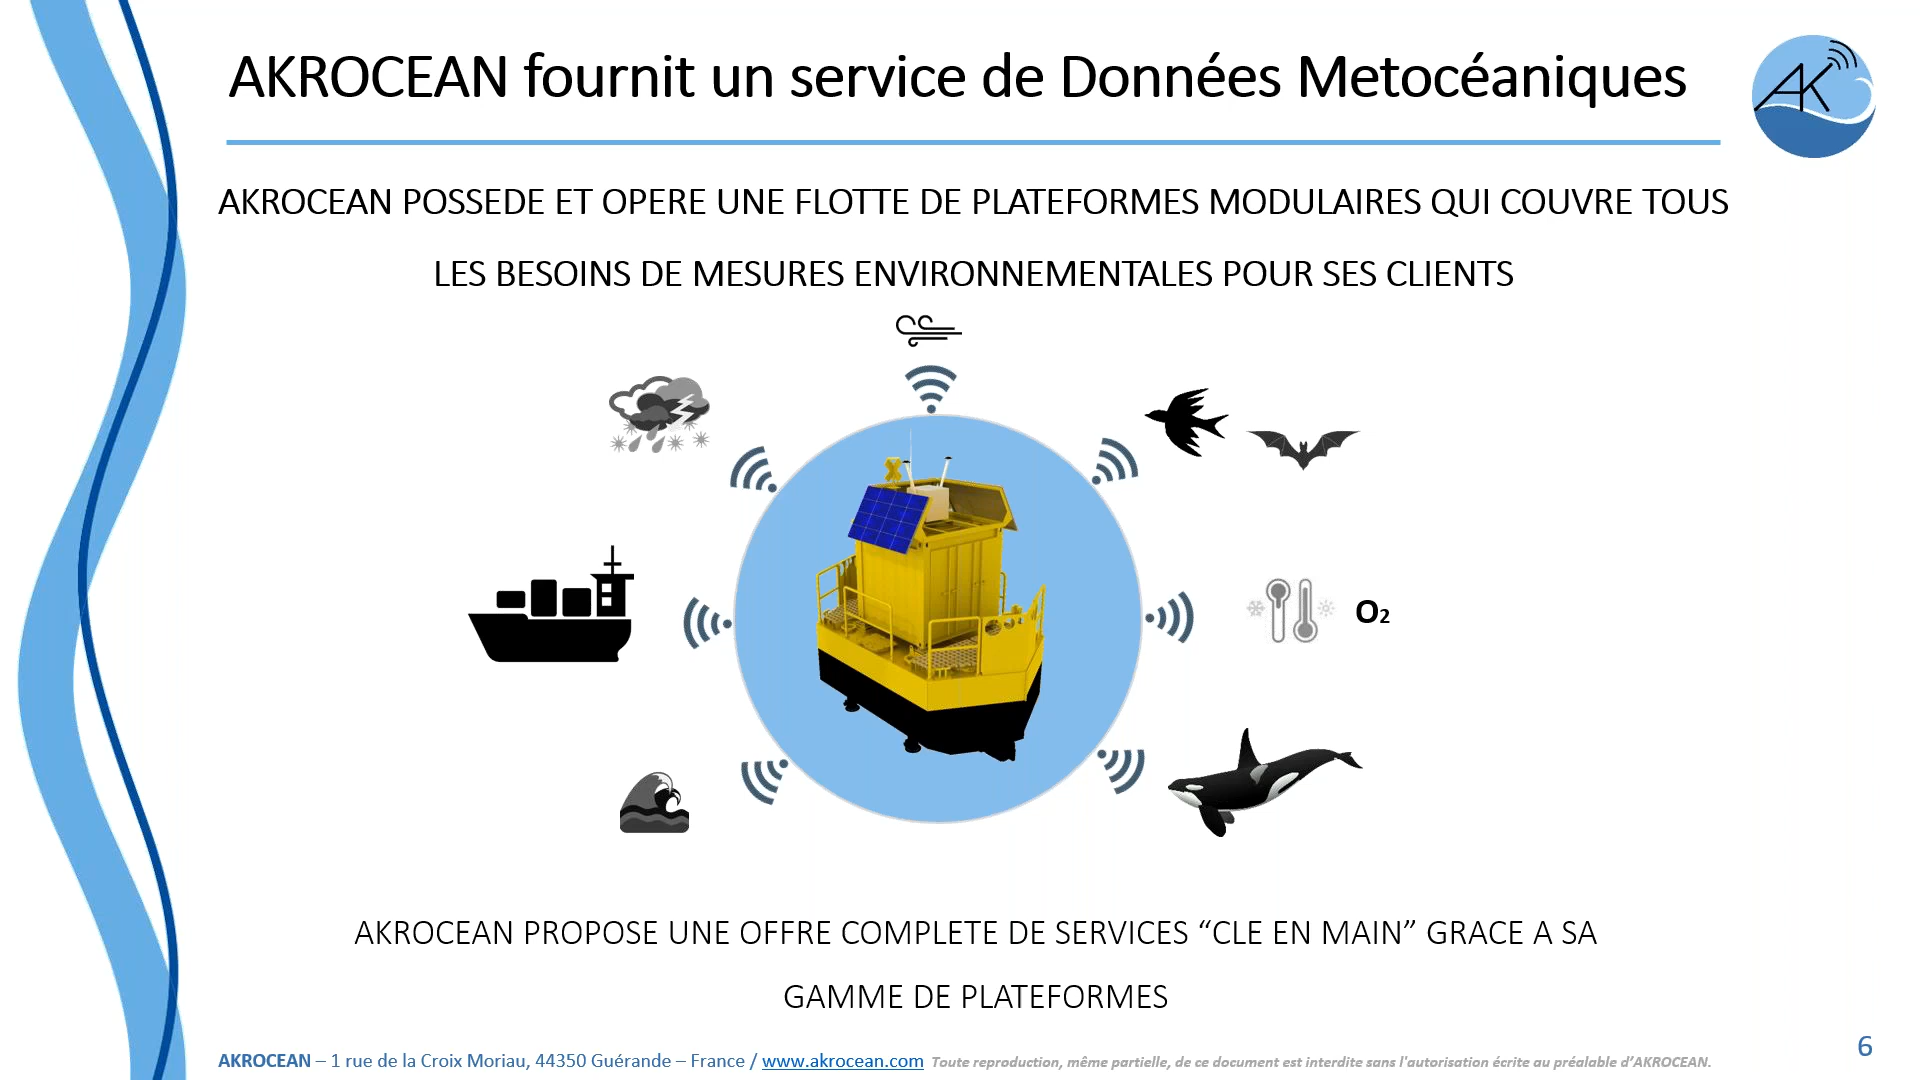 AKROCEAN fournit un service de Données Metocéaniques
AK
AKROCEAN POSSEDE ET OPERE UNE FLOTTE DE PLATEFORMES MODULAIRES QUI COUVRE TOUS
LES BESOINS DE MESURES ENVIRONNEMENTALES POUR SES CLIENTS
O₂
AKROCEAN PROPOSE UNE OFFRE COMPLETE DE SERVICES “CLE EN MAIN” GRACE A SA
GAMME DE PLATEFORMES
6
AKROCEAN – 1 rue de la Croix Moriau, 44350 Guérande – France / www.akrocean.com Toute reproduction, même partielle, de ce document est interdite sans l'autorisation écrite au préalable d’AKROCEAN.